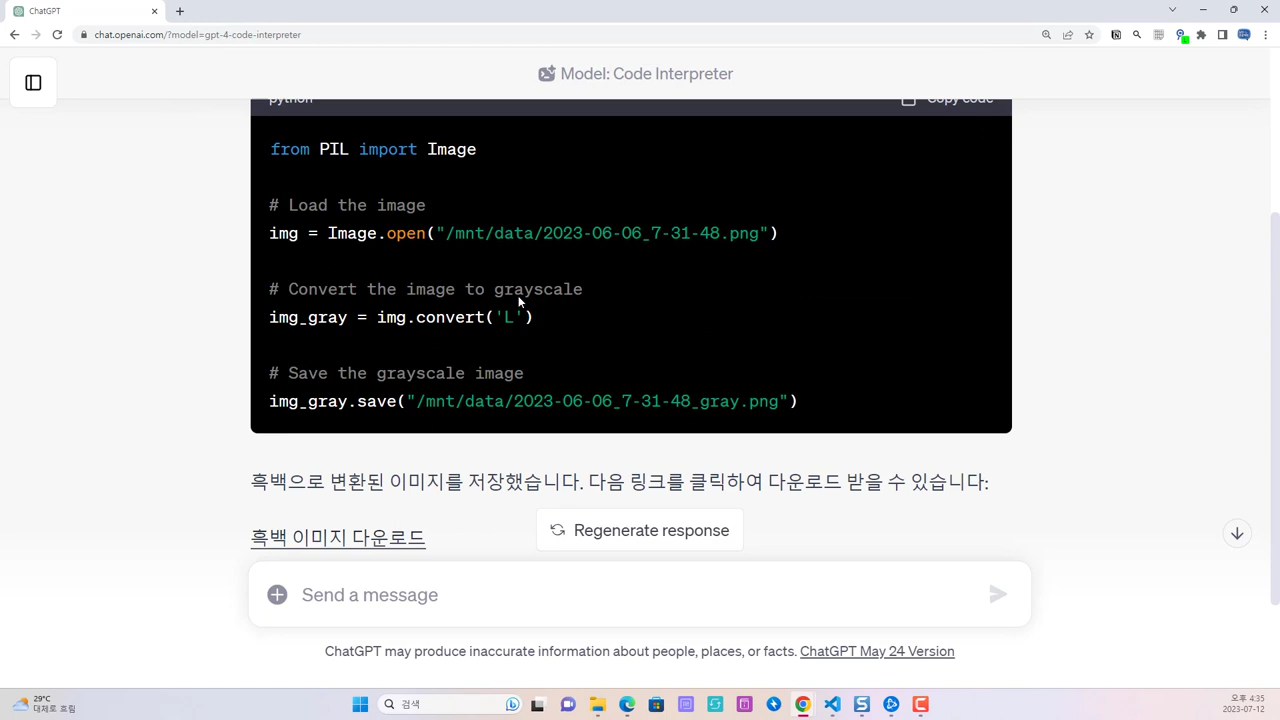 ChatGPT
chat.openai.com/?model=gpt-4-code-interpreter
Model: Code Interpreter
python
Copy code
from PIL import Image
# Load the image
img = Image.open("/mnt/data/2023-06-06_7-31-48.png")
# Convert the image to grayscale
img_gray = img.convert('L')
# Save the grayscale image
img_gray.save("/mnt/data/2023-06-06_7-31-48_gray.png")
흑백으로 변환된 이미지를 저장했습니다. 다음 링크를 클릭하여 다운로드 받을 수 있습니다:
흑백 이미지 다운로드
Regenerate response
Send a message
ChatGPT may produce inaccurate information about people, places, or facts. ChatGPT May 24 Version
29°C
대체로 흐림
검색
오후 4:35
2023-07-12